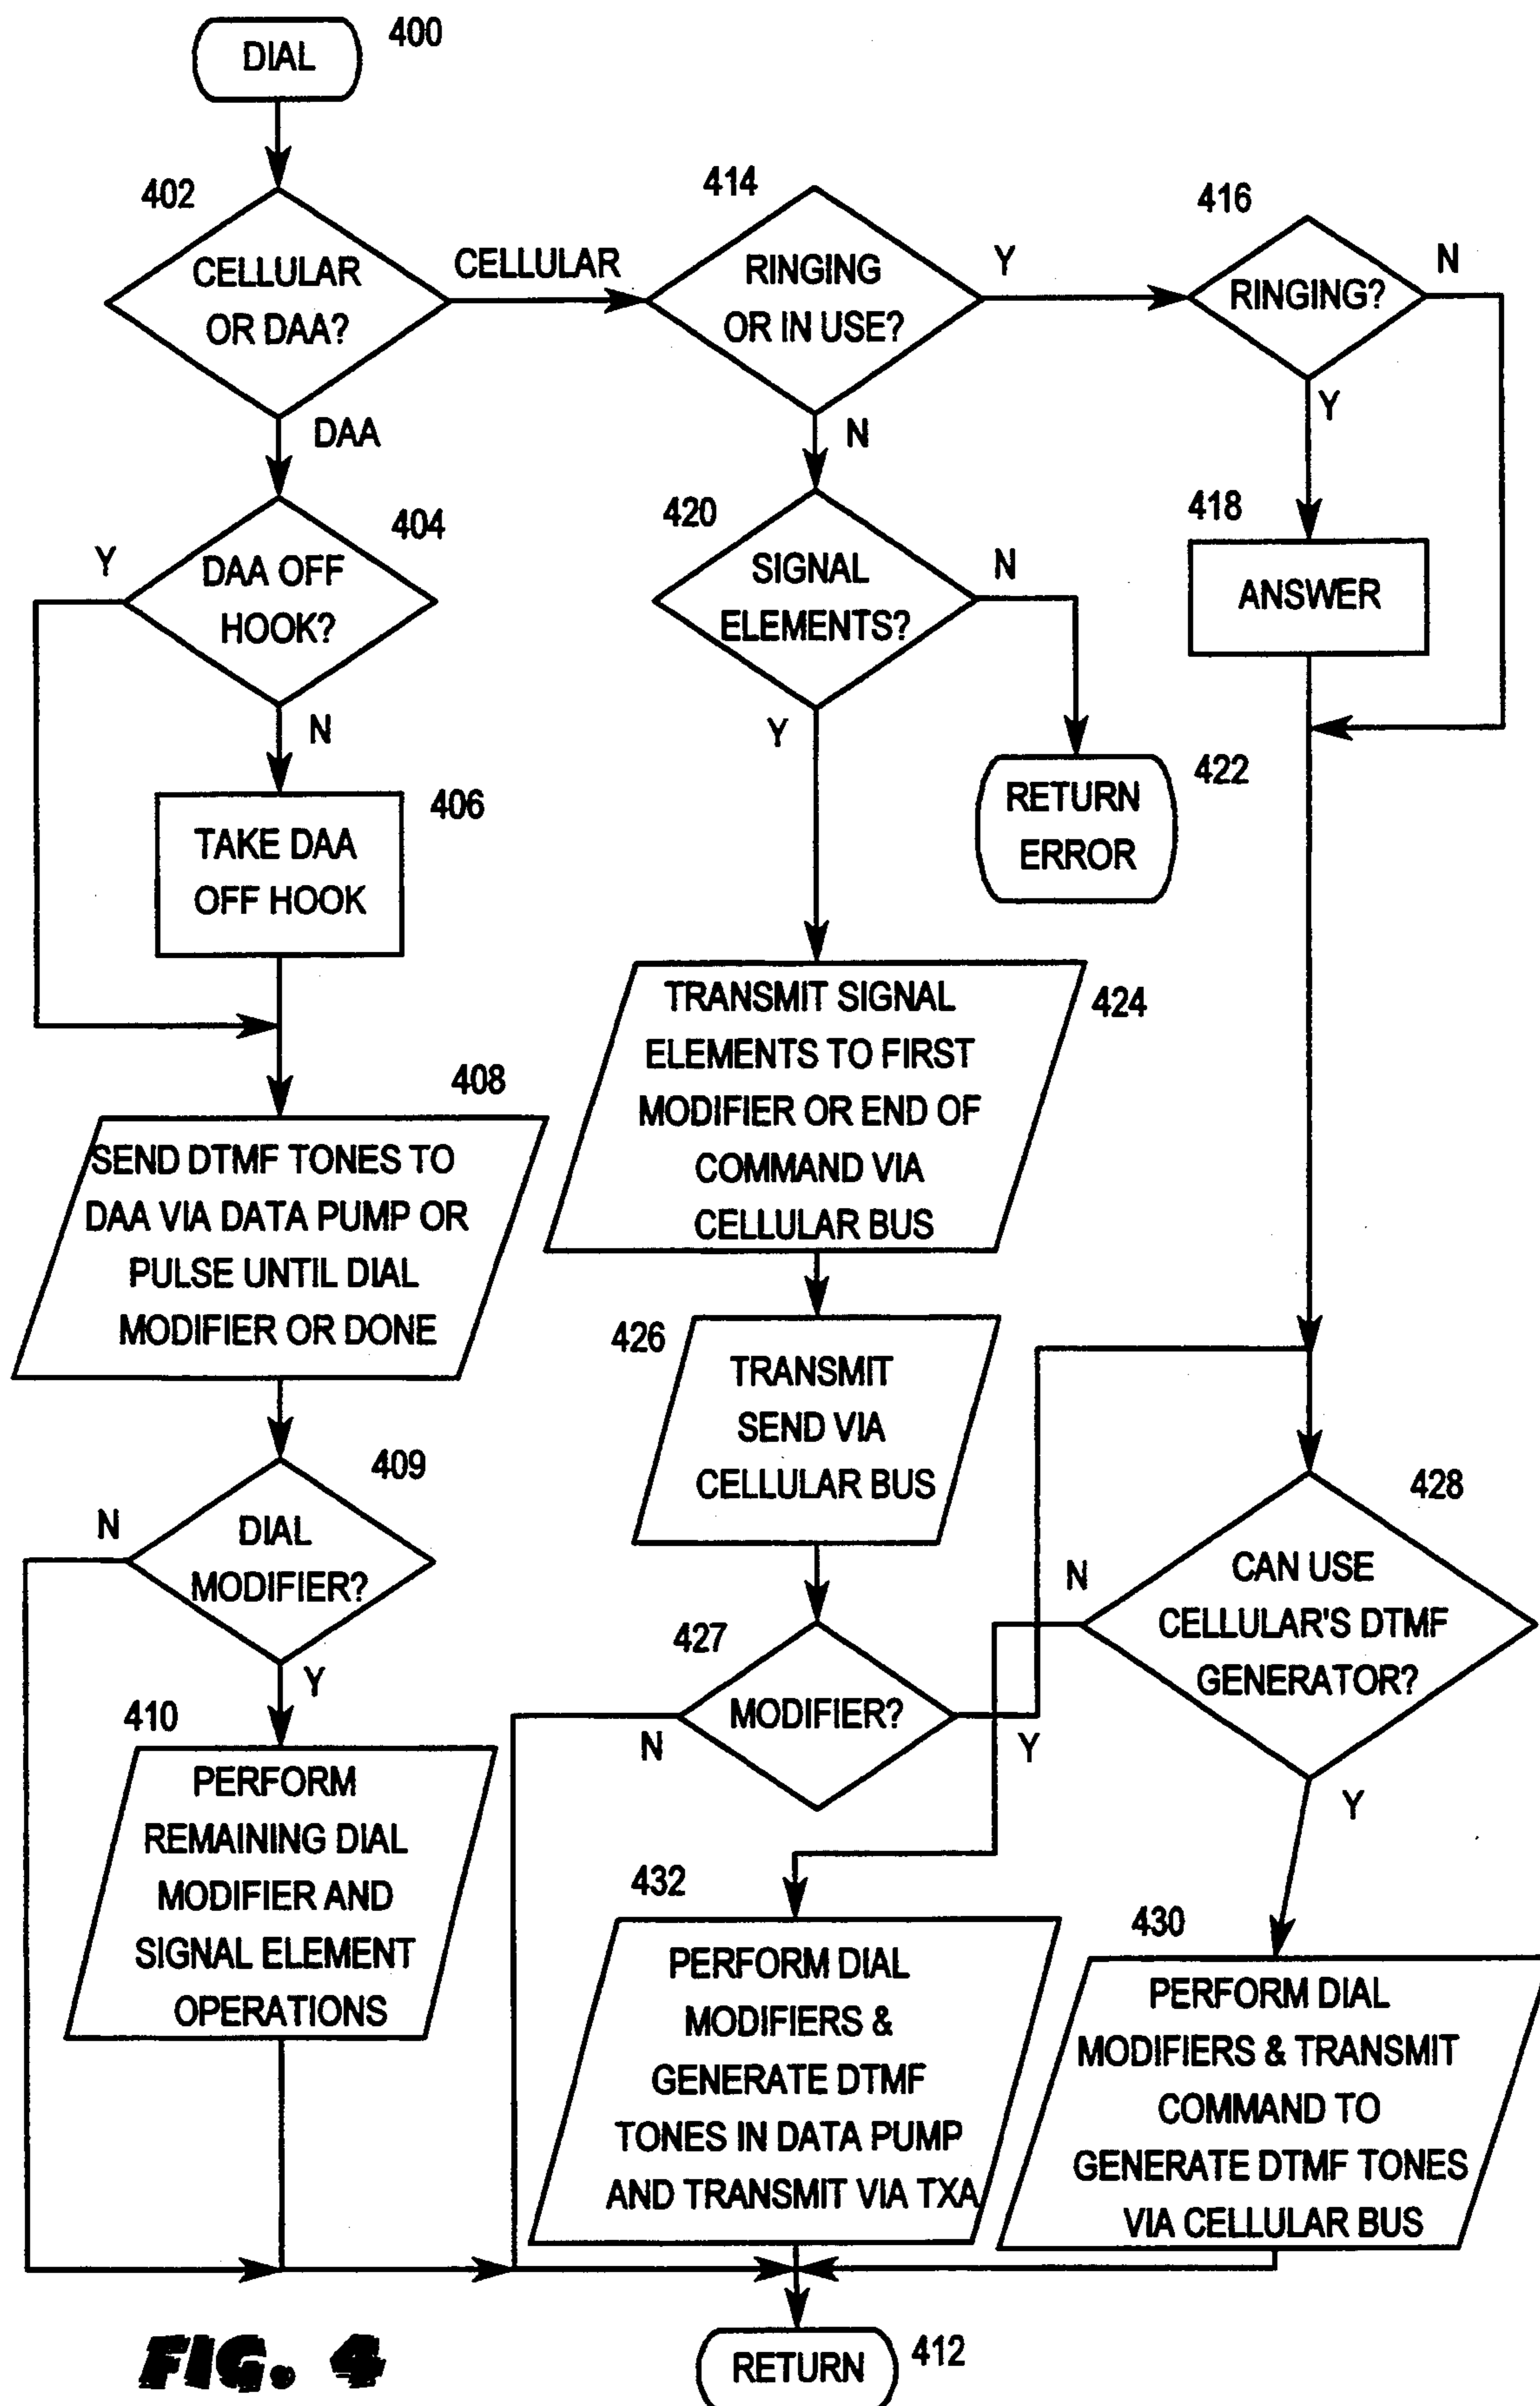 DIAL
400
402
CELLULAR
OR DAA?
CELLULAR
DAA
414
RINGING
OR IN USE?
Y
N
416
RINGING?
N
Y
404
DAA OFF
HOOK?
Y
N
420
SIGNAL
ELEMENTS?
N
Y
418
ANSWER
406
TAKE DAA
OFF HOOK
422
RETURN
ERROR
408
SEND DTMF TONES TO
DAA VIA DATA PUMP OR
PULSE UNTIL DIAL
MODIFIER OR DONE
424
TRANSMIT SIGNAL
ELEMENTS TO FIRST
MODIFIER OR END OF
COMMAND VIA
CELLULAR BUS
426
TRANSMIT
SEND VIA
CELLULAR BUS
409
DIAL
MODIFIER?
N
Y
427
MODIFIER?
N
Y
428
CAN USE
CELLULAR'S DTMF
GENERATOR?
N
Y
410
PERFORM
REMAINING DIAL
MODIFIER AND
SIGNAL ELEMENT
OPERATIONS
432
PERFORM DIAL
MODIFIERS &
GENERATE DTMF
TONES IN DATA PUMP
AND TRANSMIT VIA TXA
430
PERFORM DIAL
MODIFIERS & TRANSMIT
COMMAND TO
GENERATE DTMF TONES
VIA CELLULAR BUS
RETURN
412
FIG. 4